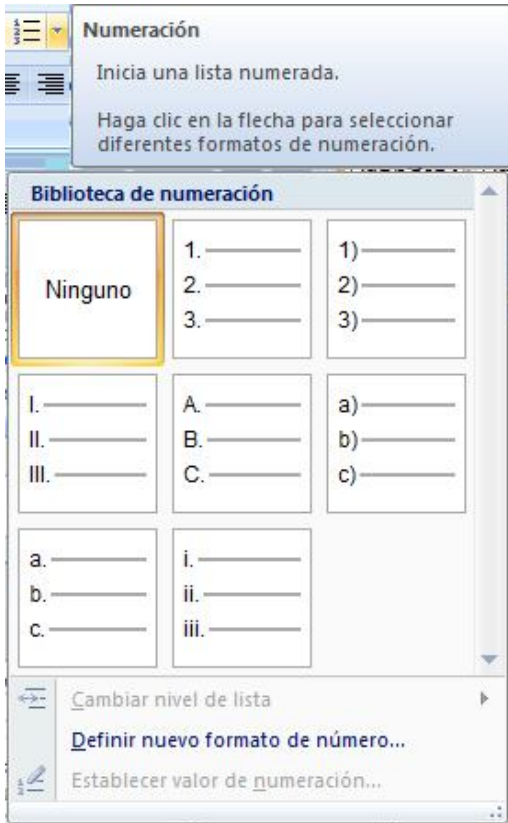 Numeración
Inicia una lista numerada.
Haga clic en la flecha para seleccionar
diferentes formatos de numeración.
Biblioteca de numeración
Ninguno
1.
2.
3.
1)
2)
3)
I.
II.
III.
A.
B.
C.
a)
b)
c)
a.
b.
c.
i.
ii.
iii.
Cambiar nivel de lista
Definir nuevo formato de número...
Establecer valor de numeración...